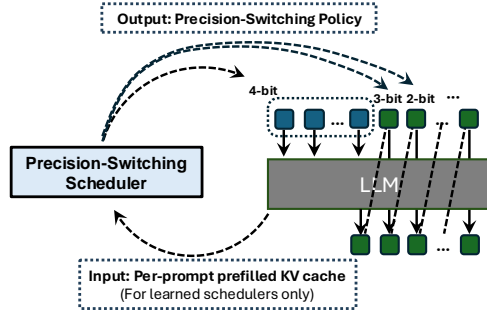 Output: Precision-Switching Policy
4-bit
3-bit 2-bit ...
...
...
Precision-Switching
Scheduler
LLM
...
Input: Per-prompt prefilled KV cache
(For learned schedulers only)